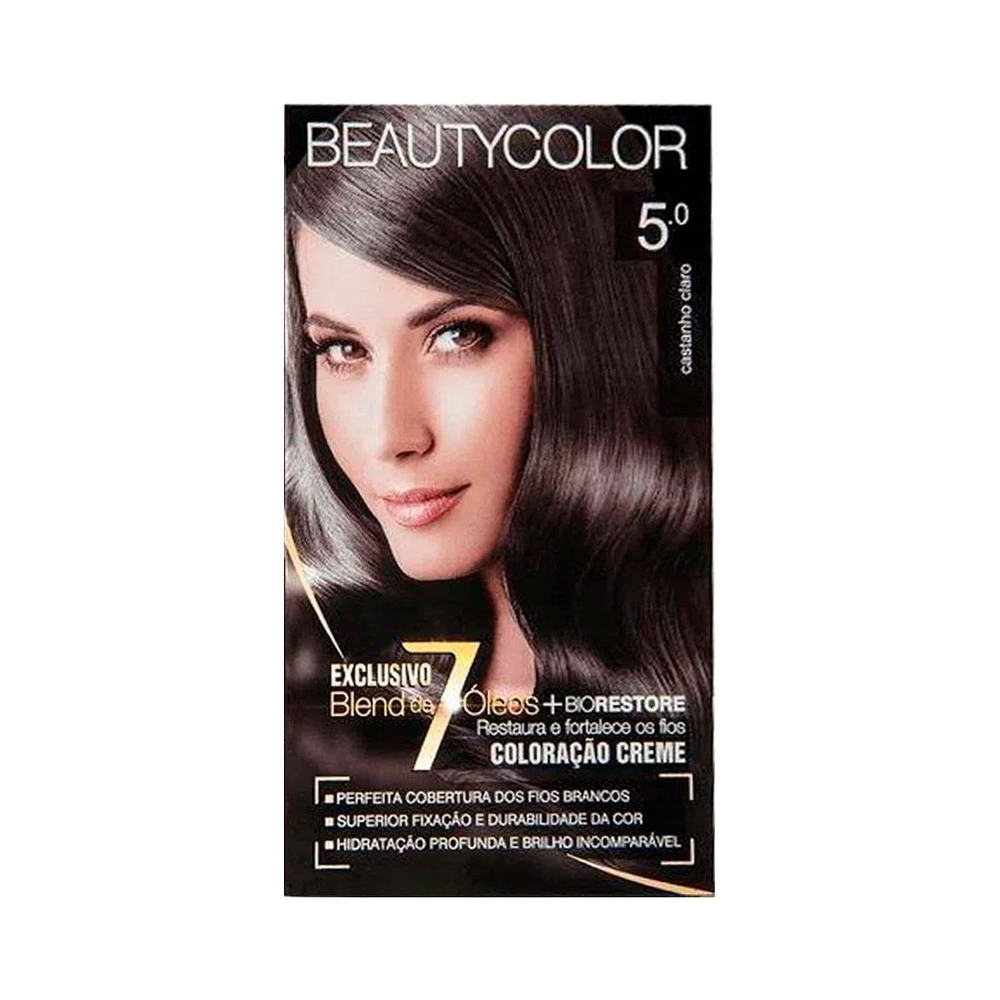 BEAUTYCOLOR
5.0
castanho claro
EXCLUSIVO
Blend de 7 Óleos + BIORESTORE
Restaura e fortalece os fios
COLORAÇÃO CREME
PERFEITA COBERTURA DOS FIOS BRANCOS
SUPERIOR FIXAÇÃO E DURABILIDADE DA COR
HIDRATAÇÃO PROFUNDA E BRILHO INCOMPARÁVEL